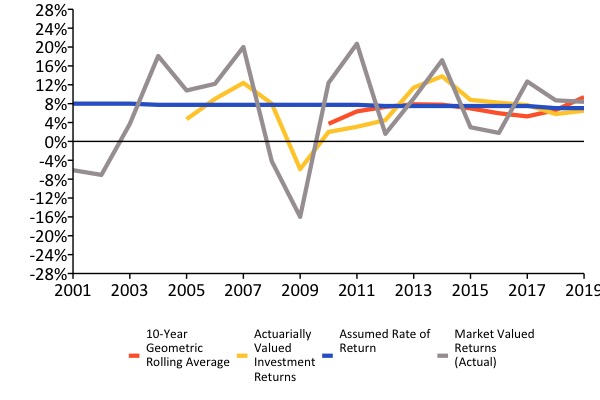 28%
24%
20%
16%
12%
8%
4%
0%
-4%
-8%
-12%
-16%
-20%
-24%
-28%
2001 2003 2005 2007 2009 2011 2013 2015 2017 2019
10-Year
Geometric
Rolling Average
Actuarially
Valued
Investment
Returns
Assumed Rate of
Return
Market Valued
Returns
(Actual)